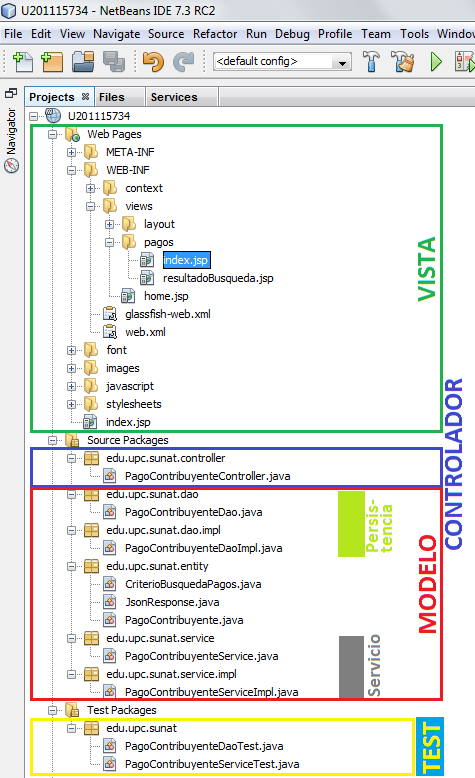 U201115734 - NetBeans IDE 7.3 RC2
File Edit View Navigate Source Refactor Run Debug Profile Team Tools Window
<default config>
Projects Files Services
Navigator
U201115734
Web Pages
META-INF
WEB-INF
context
views
layout
pagos
index.jsp
resultadoBusqueda.jsp
home.jsp
glassfish-web.xml
web.xml
font
images
javascript
stylesheets
index.jsp
VISTA
Source Packages
edu.upc.sunat.controller
PagoContribuyenteController.java
CONTROLADOR
edu.upc.sunat.dao
PagoContribuyenteDao.java
edu.upc.sunat.dao.impl
PagoContribuyenteDaoImpl.java
Persis-
tencia
edu.upc.sunat.entity
CriterioBusquedaPagos.java
JsonResponse.java
PagoContribuyente.java
MODELO
edu.upc.sunat.service
PagoContribuyenteService.java
edu.upc.sunat.service.impl
PagoContribuyenteServiceImpl.java
Servicio
Test Packages
edu.upc.sunat
PagoContribuyenteDaoTest.java
PagoContribuyenteServiceTest.java
TEST